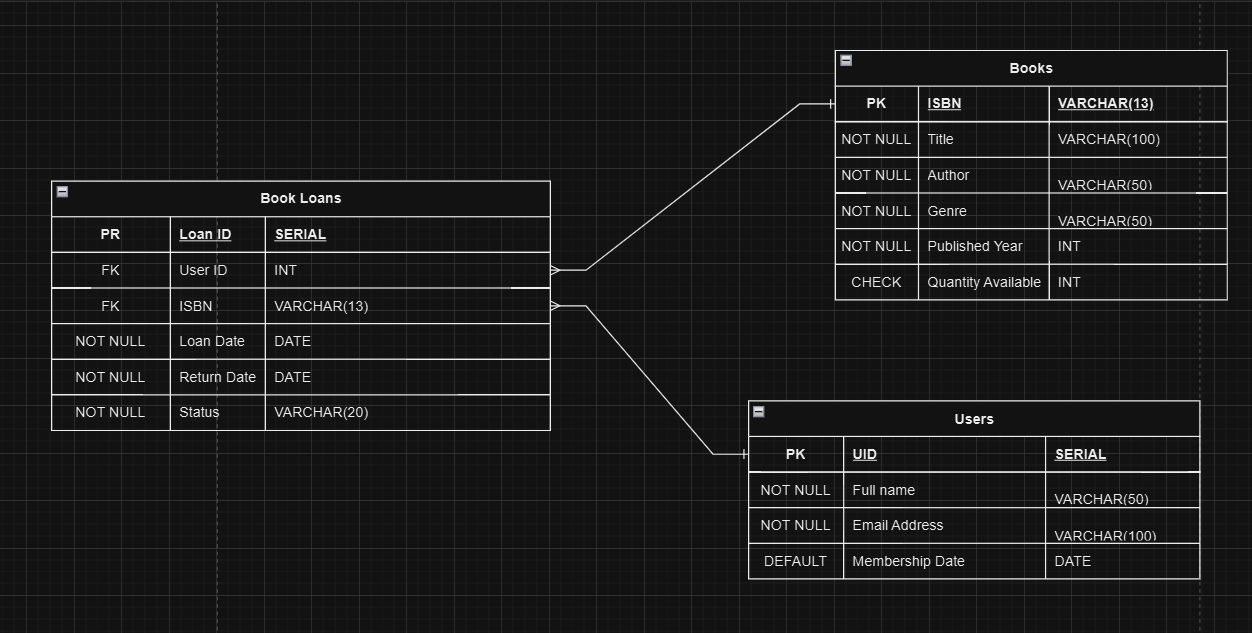 Books
PK ISBN VARCHAR(13)
NOT NULL Title VARCHAR(100)
NOT NULL Author VARCHAR(50)
NOT NULL Genre VARCHAR(50)
NOT NULL Published Year INT
CHECK Quantity Available INT
Book Loans
PR Loan ID SERIAL
FK User ID INT
FK ISBN VARCHAR(13)
NOT NULL Loan Date DATE
NOT NULL Return Date DATE
NOT NULL Status VARCHAR(20)
Users
PK UID SERIAL
NOT NULL Full name VARCHAR(50)
NOT NULL Email Address VARCHAR(100)
DEFAULT Membership Date DATE